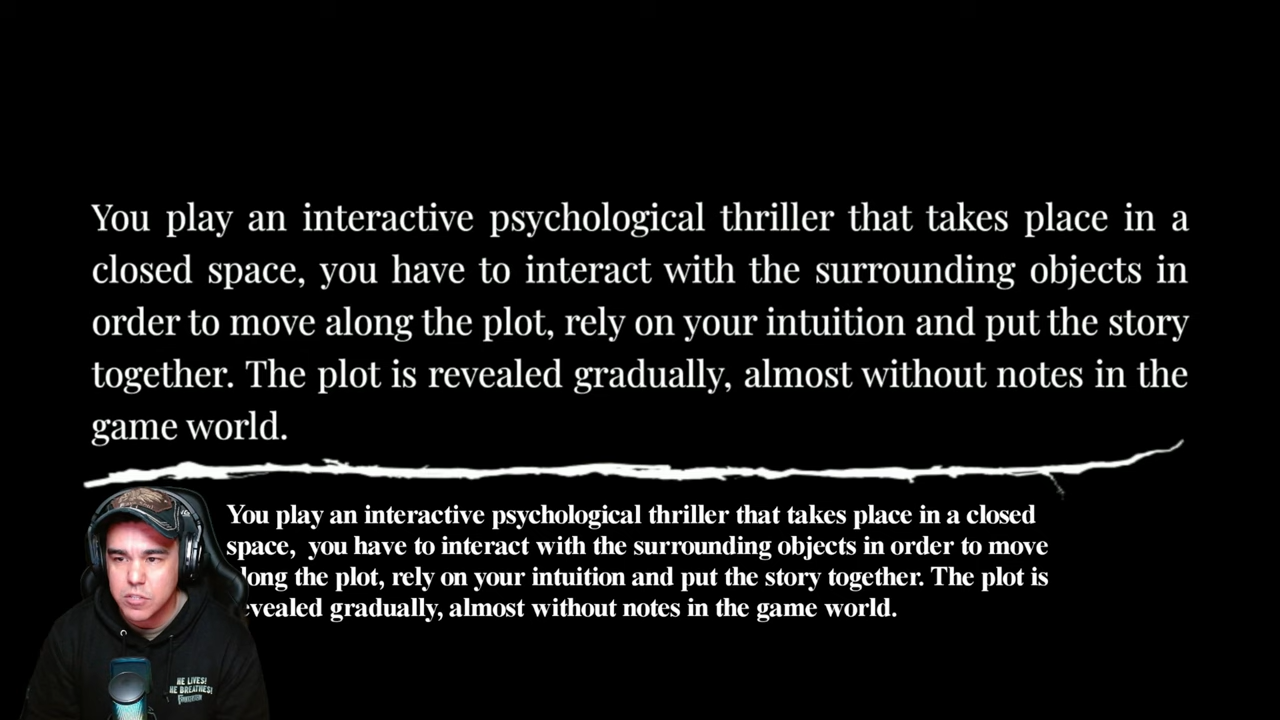 You play an interactive psychological thriller that takes place in a
closed space, you have to interact with the surrounding objects in
order to move along the plot, rely on your intuition and put the story
together. The plot is revealed gradually, almost without notes in the
game world.
You play an interactive psychological thriller that takes place in a closed
space,  you have to interact with the surrounding objects in order to move
long the plot, rely on your intuition and put the story together. The plot is
evealed gradually, almost without notes in the game world.
HE LIVES!
HE BREATHES!